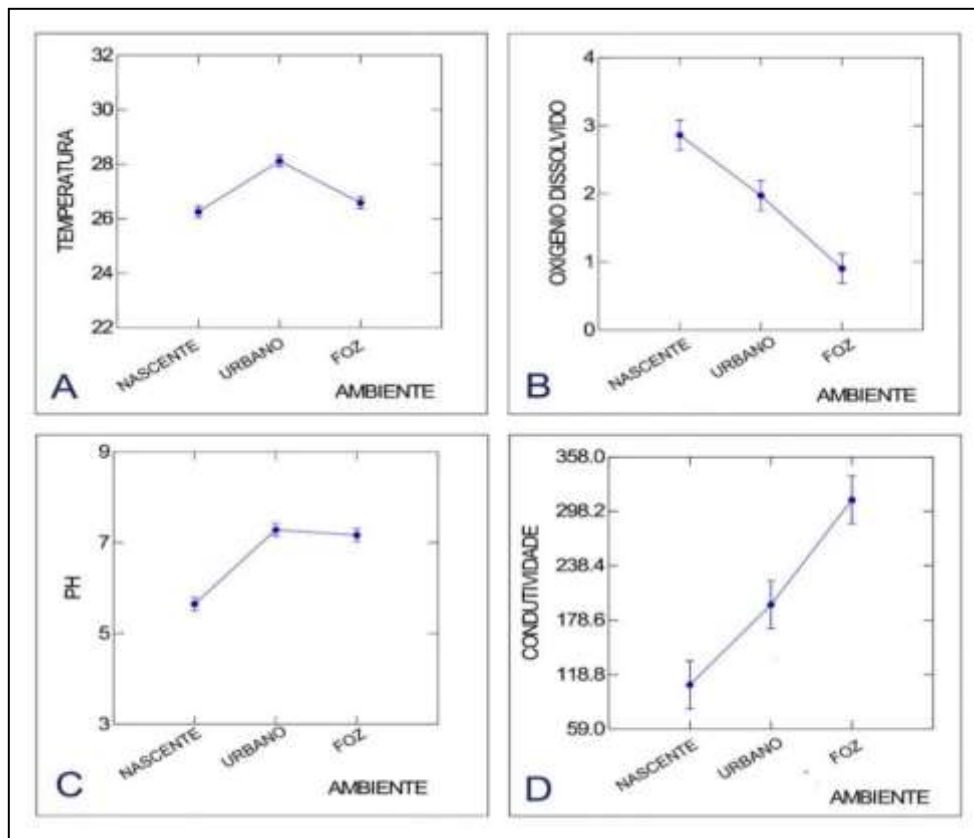 TEMPERATURA
32
30
28
26
24
22
NASCENTE
URBANO
FOZ
A
AMBIENTE
OXIGENIO DISSOLVIDO
4
3
2
1
0
NASCENTE
URBANO
FOZ
B
AMBIENTE
PH
9
7
5
3
NASCENTE
URBANO
FOZ
C
AMBIENTE
CONDUTIVIDADE
358.0
298.2
238.4
178.6
118.8
59.0
NASCENTE
URBANO
FOZ
D
AMBIENTE